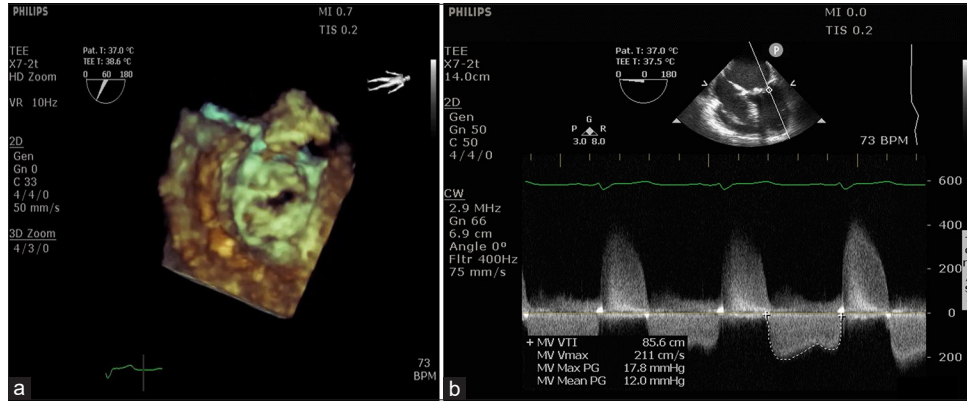 PHILIPS
MI 0.7
TIS 0.2
TEE
X7-2t
HD Zoom
VR 10Hz
2D
Gen
Gn 0
C 33
4/4/0
50 mm/s
3D Zoom
4/3/0
Pat. T: 37.0 °C
TEE T: 38.6 °C
0 60 180
73
BPM
a
PHILIPS
MI 0.0
TIS 0.2
TEE
X7-2t
14.0cm
2D
Gen
Gn 50
C 50
4/4/0
CW
2.9 MHz
Gn 66
6.9 cm
Angle 0°
Fltr 400Hz
75 mm/s
Pat. T: 37.0 °C
TEE T: 37.5 °C
0 0 180
P
G
P R
3.0 8.0
73 BPM
600
400
200
0
200
+ MV VTI 85.6 cm
MV Vmax 211 cm/s
MV Max PG 17.8 mmHg
MV Mean PG 12.0 mmHg
b